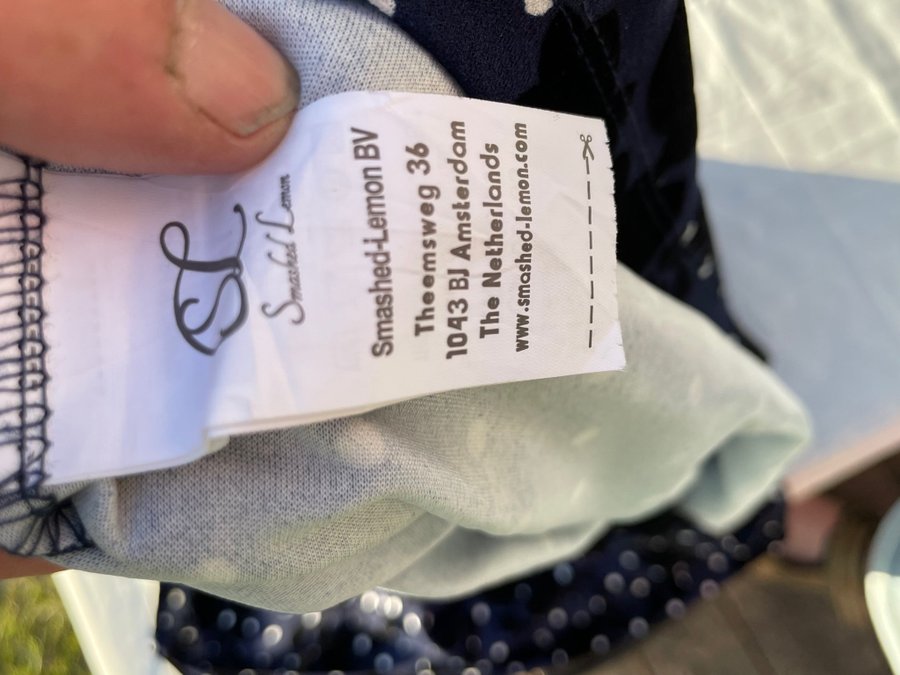 SL
Smashed Lemon
Smashed-Lemon BV
Theemsweg 36
1043 BJ Amsterdam
The Netherlands
www.smashed-lemon.com